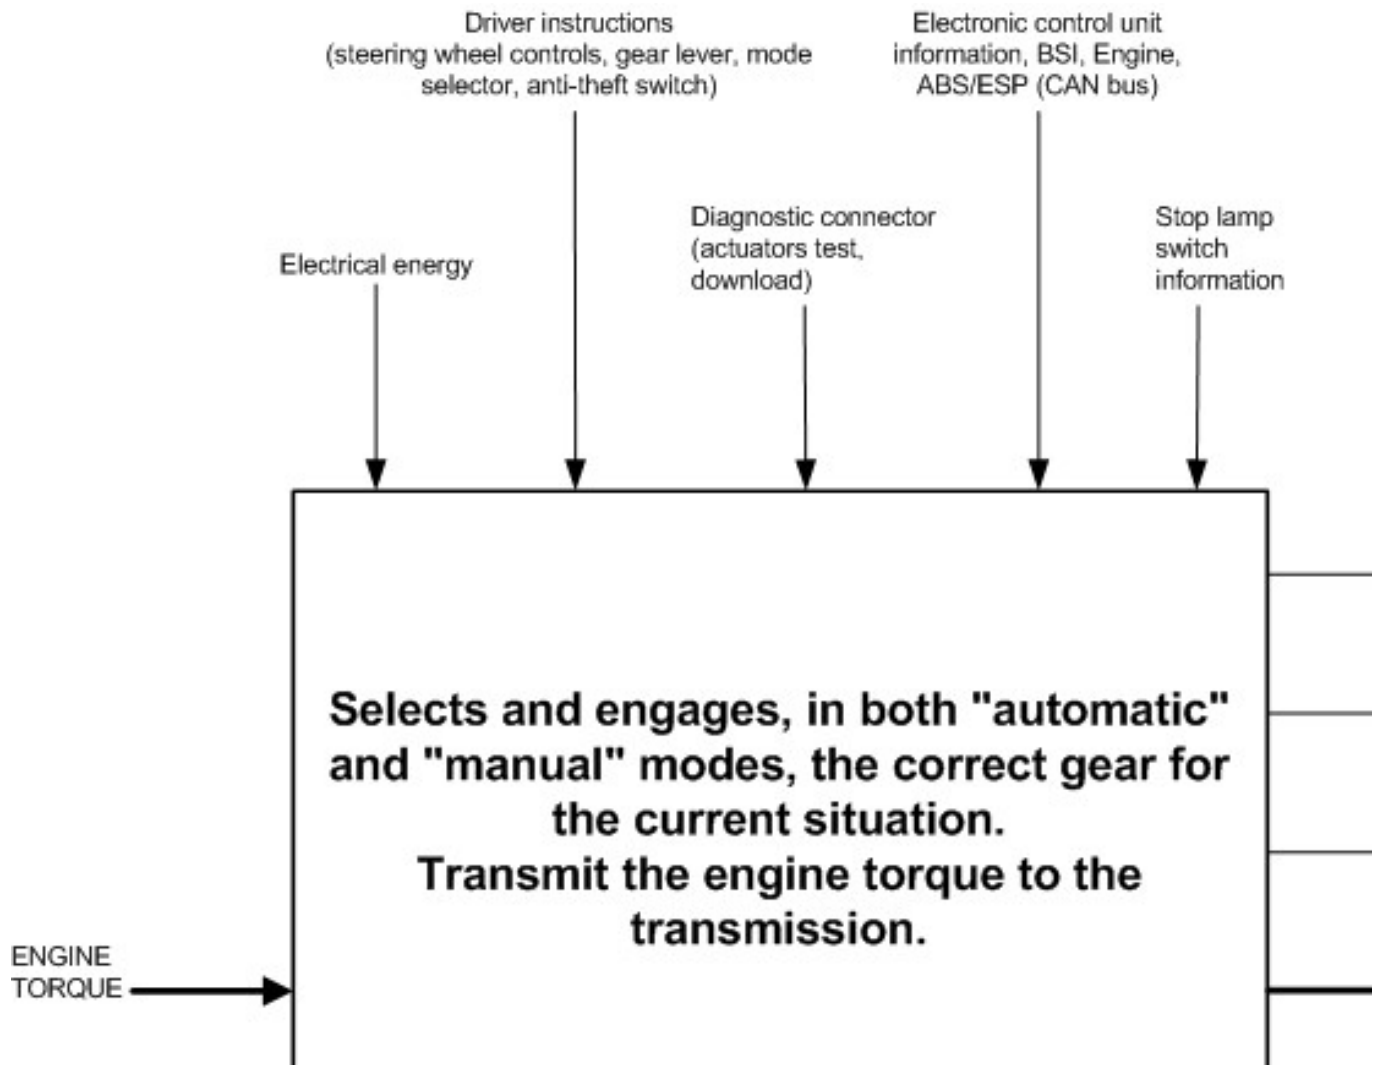 Driver instructions
(steering wheel controls, gear lever, mode
selector, anti-theft switch)
Electronic control unit
information, BSI, Engine,
ABS/ESP (CAN bus)
Electrical energy
Diagnostic connector
(actuators test,
download)
Stop lamp
switch
information
Selects and engages, in both "automatic"
and "manual" modes, the correct gear for
the current situation.
Transmit the engine torque to the
transmission.
ENGINE
TORQUE